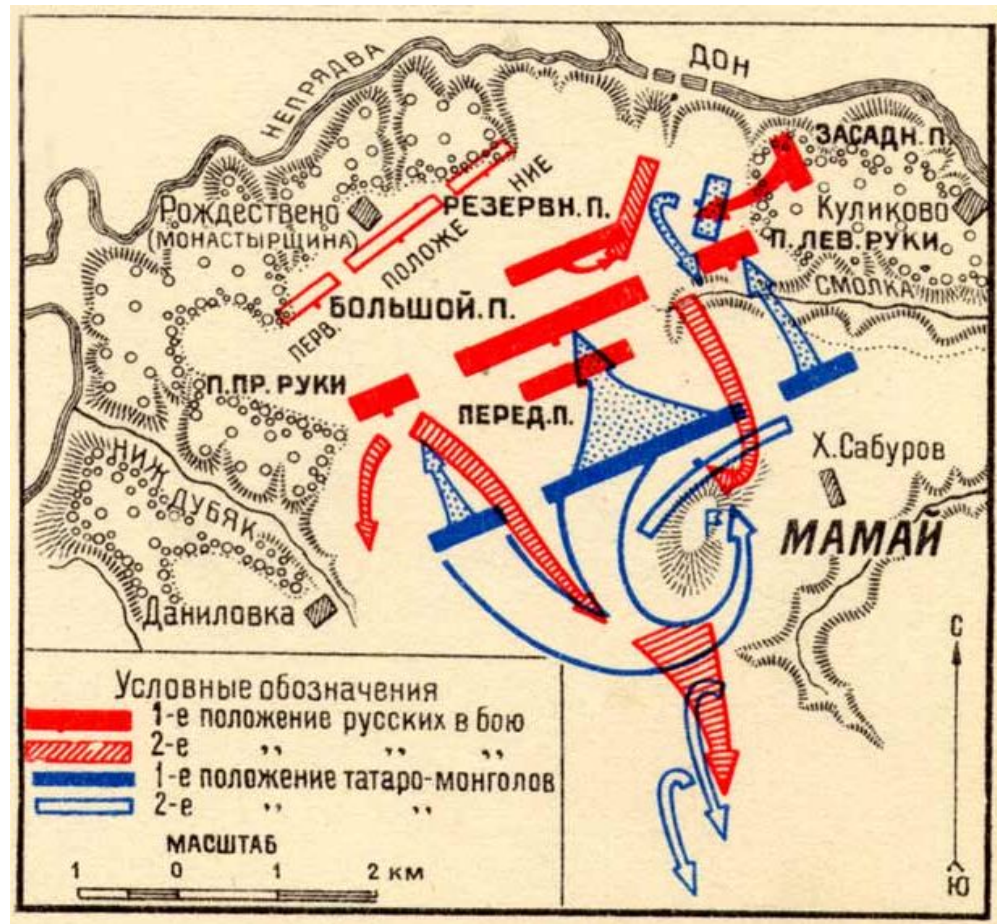 НЕПРЯДВА
ДОН
ЗАСАДН. П.
Рождествено
(МОНАСТЫРЩИНА)
РЕЗЕРВН. П.
Куликово
П. ЛЕВ. РУКИ
ПЕРВ. ПОЛОЖЕНИЕ
СМОЛКА
БОЛЬШОЙ. П.
П. ПР. РУКИ
ПЕРЕД. П.
НИЖ ДУБЯК
Х. Сабуров
МАМАЙ
Даниловка
С
Ю
Условные обозначения
1-е положение русских в бою
2-е ,, ,, ,,
1-е положение татаро-монголов
2-е ,, ,,
МАСШТАБ
1 0 1 2 км